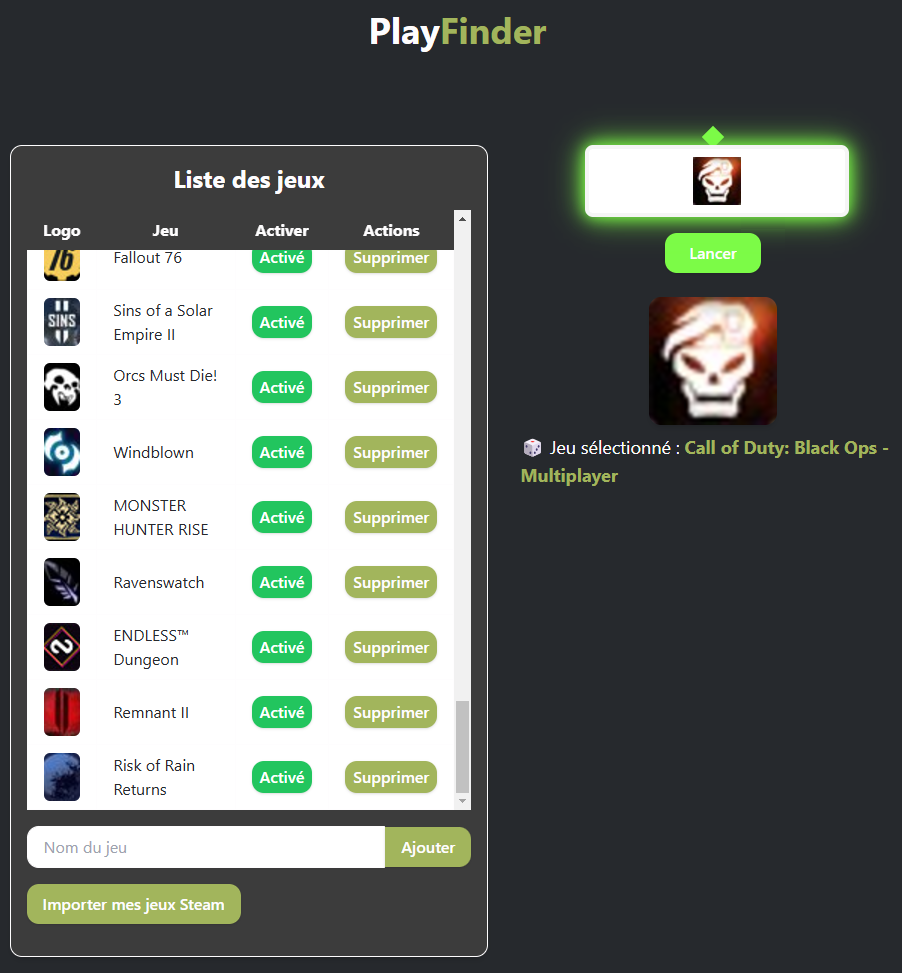 PlayFinder
Liste des jeux
Logo Jeu Activer Actions
76 Fallout 76 Activé Supprimer
SINS Sins of a Solar
Empire II Activé Supprimer
Orcs Must Die!
3 Activé Supprimer
Windblown Activé Supprimer
MONSTER
HUNTER RISE Activé Supprimer
Ravenswatch Activé Supprimer
ENDLESS™
Dungeon Activé Supprimer
Remnant II Activé Supprimer
Risk of Rain
Returns Activé Supprimer
Nom du jeu Ajouter
Importer mes jeux Steam
Lancer
Jeu sélectionné : Call of Duty: Black Ops -
Multiplayer